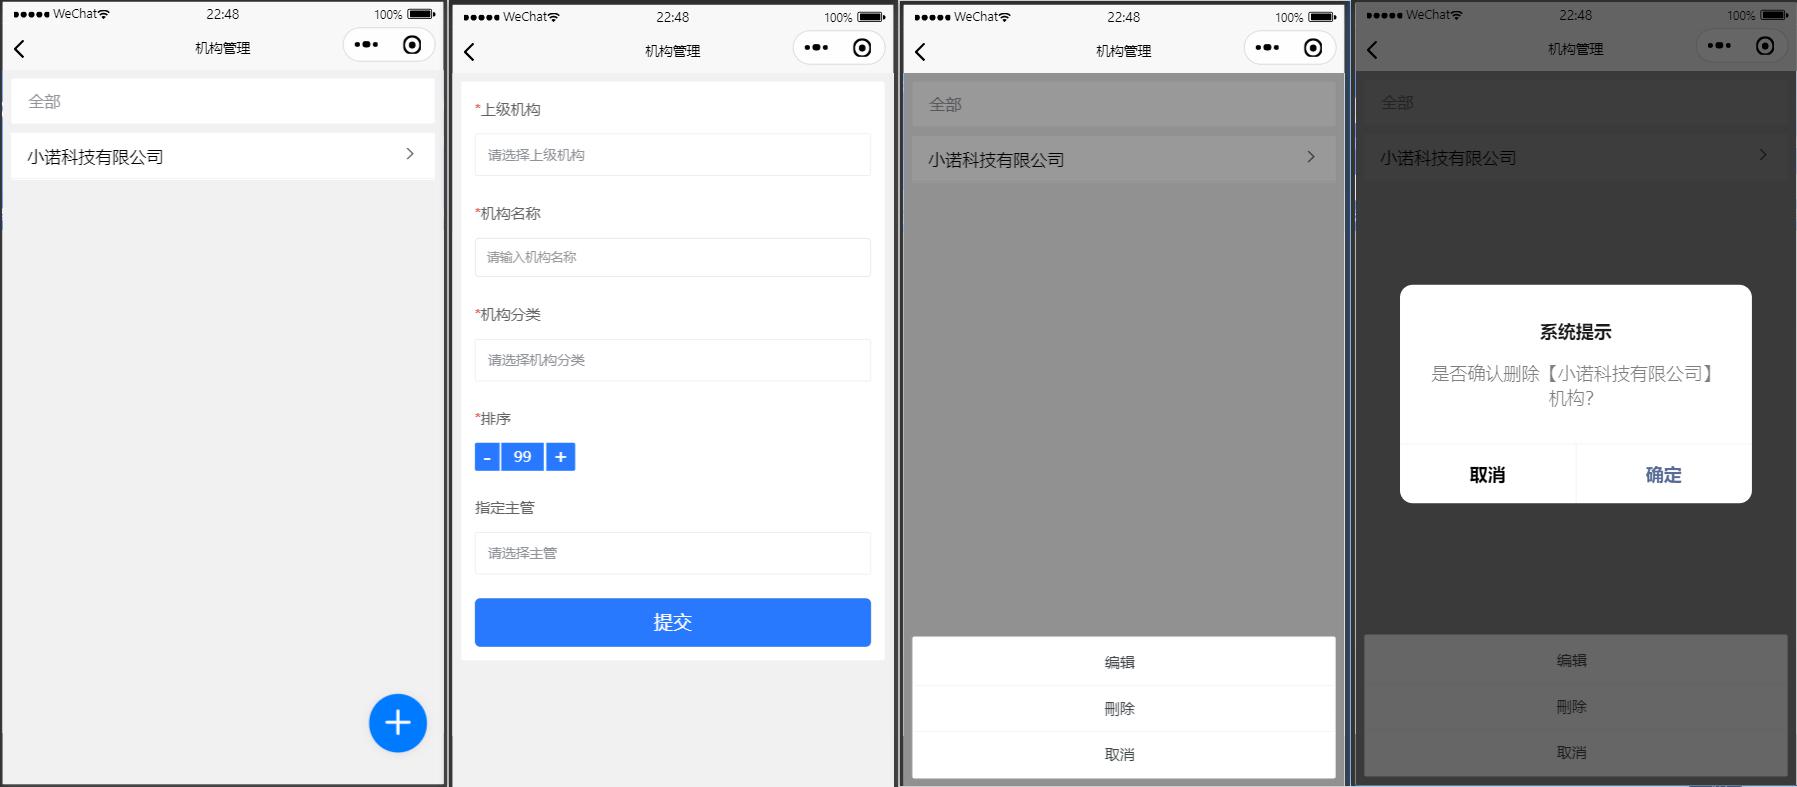 WeChat
22:48
100%
机构管理
全部
小诺科技有限公司
WeChat
22:48
100%
机构管理
*上级机构
请选择上级机构
*机构名称
请输入机构名称
*机构分类
请选择机构分类
*排序
- 99 +
指定主管
请选择主管
提交
WeChat
22:48
100%
机构管理
全部
小诺科技有限公司
编辑
刪除
取消
WeChat
22:48
100%
机构管理
全部
小诺科技有限公司
系统提示
是否确认删除【小诺科技有限公司】
机构?
取消
确定
编辑
刪除
取消